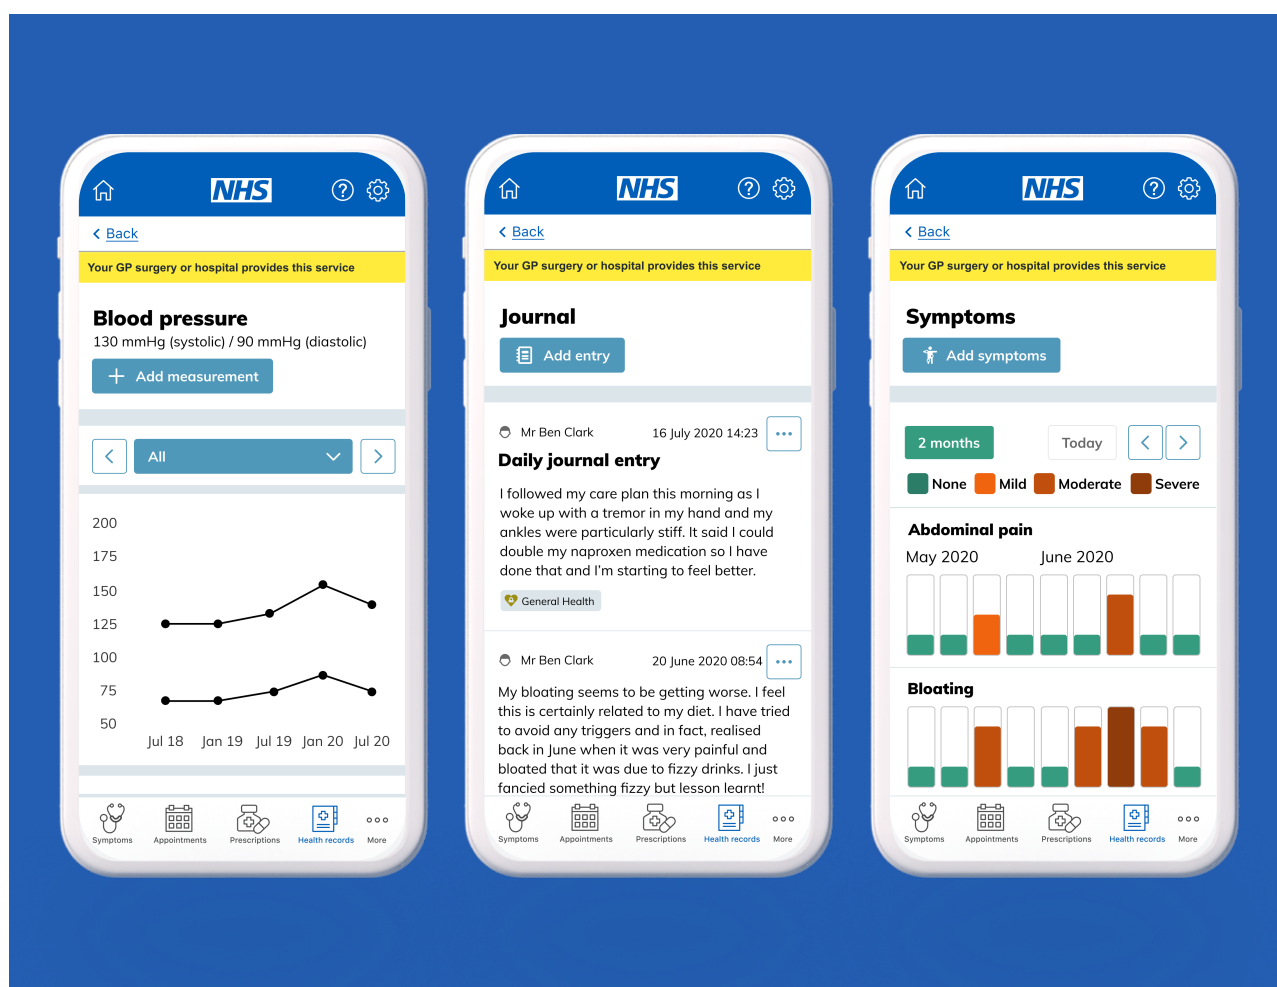 NHS
Back
Your GP surgery or hospital provides this service
Blood pressure
130 mmHg (systolic) / 90 mmHg (diastolic)
Add measurement
All
200
175
150
125
100
75
50
Jul 18 Jan 19 Jul 19 Jan 20 Jul 20
Symptoms Appointments Prescriptions Health records More
NHS
Back
Your GP surgery or hospital provides this service
Journal
Add entry
Mr Ben Clark 16 July 2020 14:23
Daily journal entry
I followed my care plan this morning as I
woke up with a tremor in my hand and my
ankles were particularly stiff. It said I could
double my naproxen medication so I have
done that and I'm starting to feel better.
General Health
Mr Ben Clark 20 June 2020 08:54
My bloating seems to be getting worse. I feel
this is certainly related to my diet. I have tried
to avoid any triggers and in fact, realised
back in June when it was very painful and
bloated that it was due to fizzy drinks. I just
fancied something fizzy but lesson learnt!
Symptoms Appointments Prescriptions Health records More
NHS
Back
Your GP surgery or hospital provides this service
Symptoms
Add symptoms
2 months Today
None Mild Moderate Severe
Abdominal pain
May 2020 June 2020
Bloating
Symptoms Appointments Prescriptions Health records More